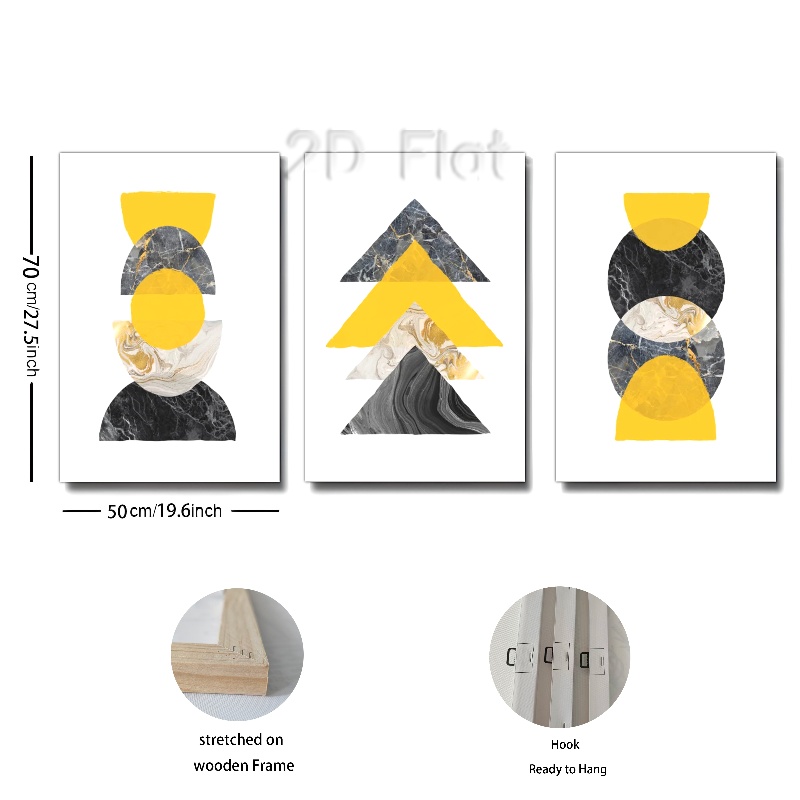 2D Flat
70 cm/27.5inch
50cm/19.6inch
stretched on
wooden Frame
Hook
Ready to Hang